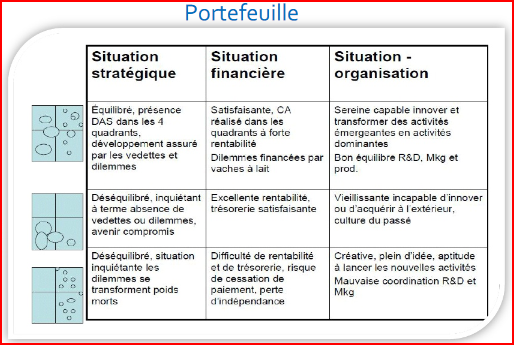 Portefeuille
Situation
stratégique
Situation
financière
Situation -
organisation
Équilibré, présence
DAS dans les 4
quadrants,
développement assuré
par les vedettes et
dilemmes
Satisfaisante, CA
réalisé dans les
quadrants à forte
rentabilité
Dilemmes financées par
vaches à lait
Sereine capable innover et
transformer des activités
émergeantes en activités
dominantes
Bon équilibre R&D, Mkg et
prod.
Déséquilibré, inquiétant
à terme absence de
vedettes ou dilemmes,
avenir compromis
Excellente rentabilité,
trésorerie satisfaisante
Vieillissante incapable d'innover
ou d'acquérir à l'extérieur,
culture du passé
Déséquilibré, situation
inquiétante les
dilemmes se
transforment poids
morts
Difficulté de rentabilité
et de trésorerie, risque
de cessation de
paiement, perte
d'indépendance
Créative, plein d'idée, aptitude
à lancer les nouvelles activités
Mauvaise coordination R&D et
Mkg